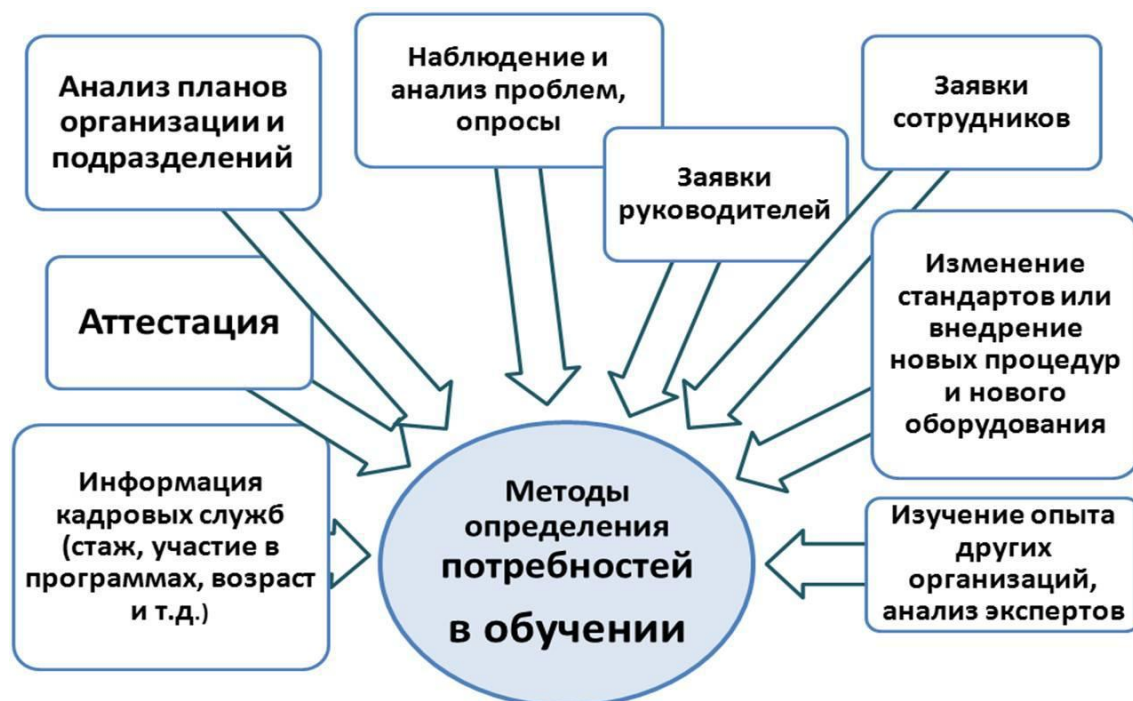 Анализ планов
организации и
подразделений
Наблюдение и
анализ проблем,
опросы
Заявки
руководителей
Заявки
сотрудников
Аттестация
Изменение
стандартов или
внедрение
новых процедур
и нового
оборудования
Информация
кадровых служб
(стаж, участие в
программах, возраст
и т.д.)
Методы
определения
потребностей
в обучении
Изучение опыта
других
организаций,
анализ экспертов